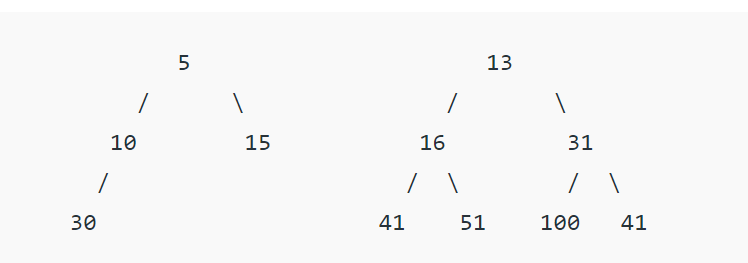 5                      13
/      \               /       \
10        15           16          31
/                      /  \        /  \
30                     41    51    100   41